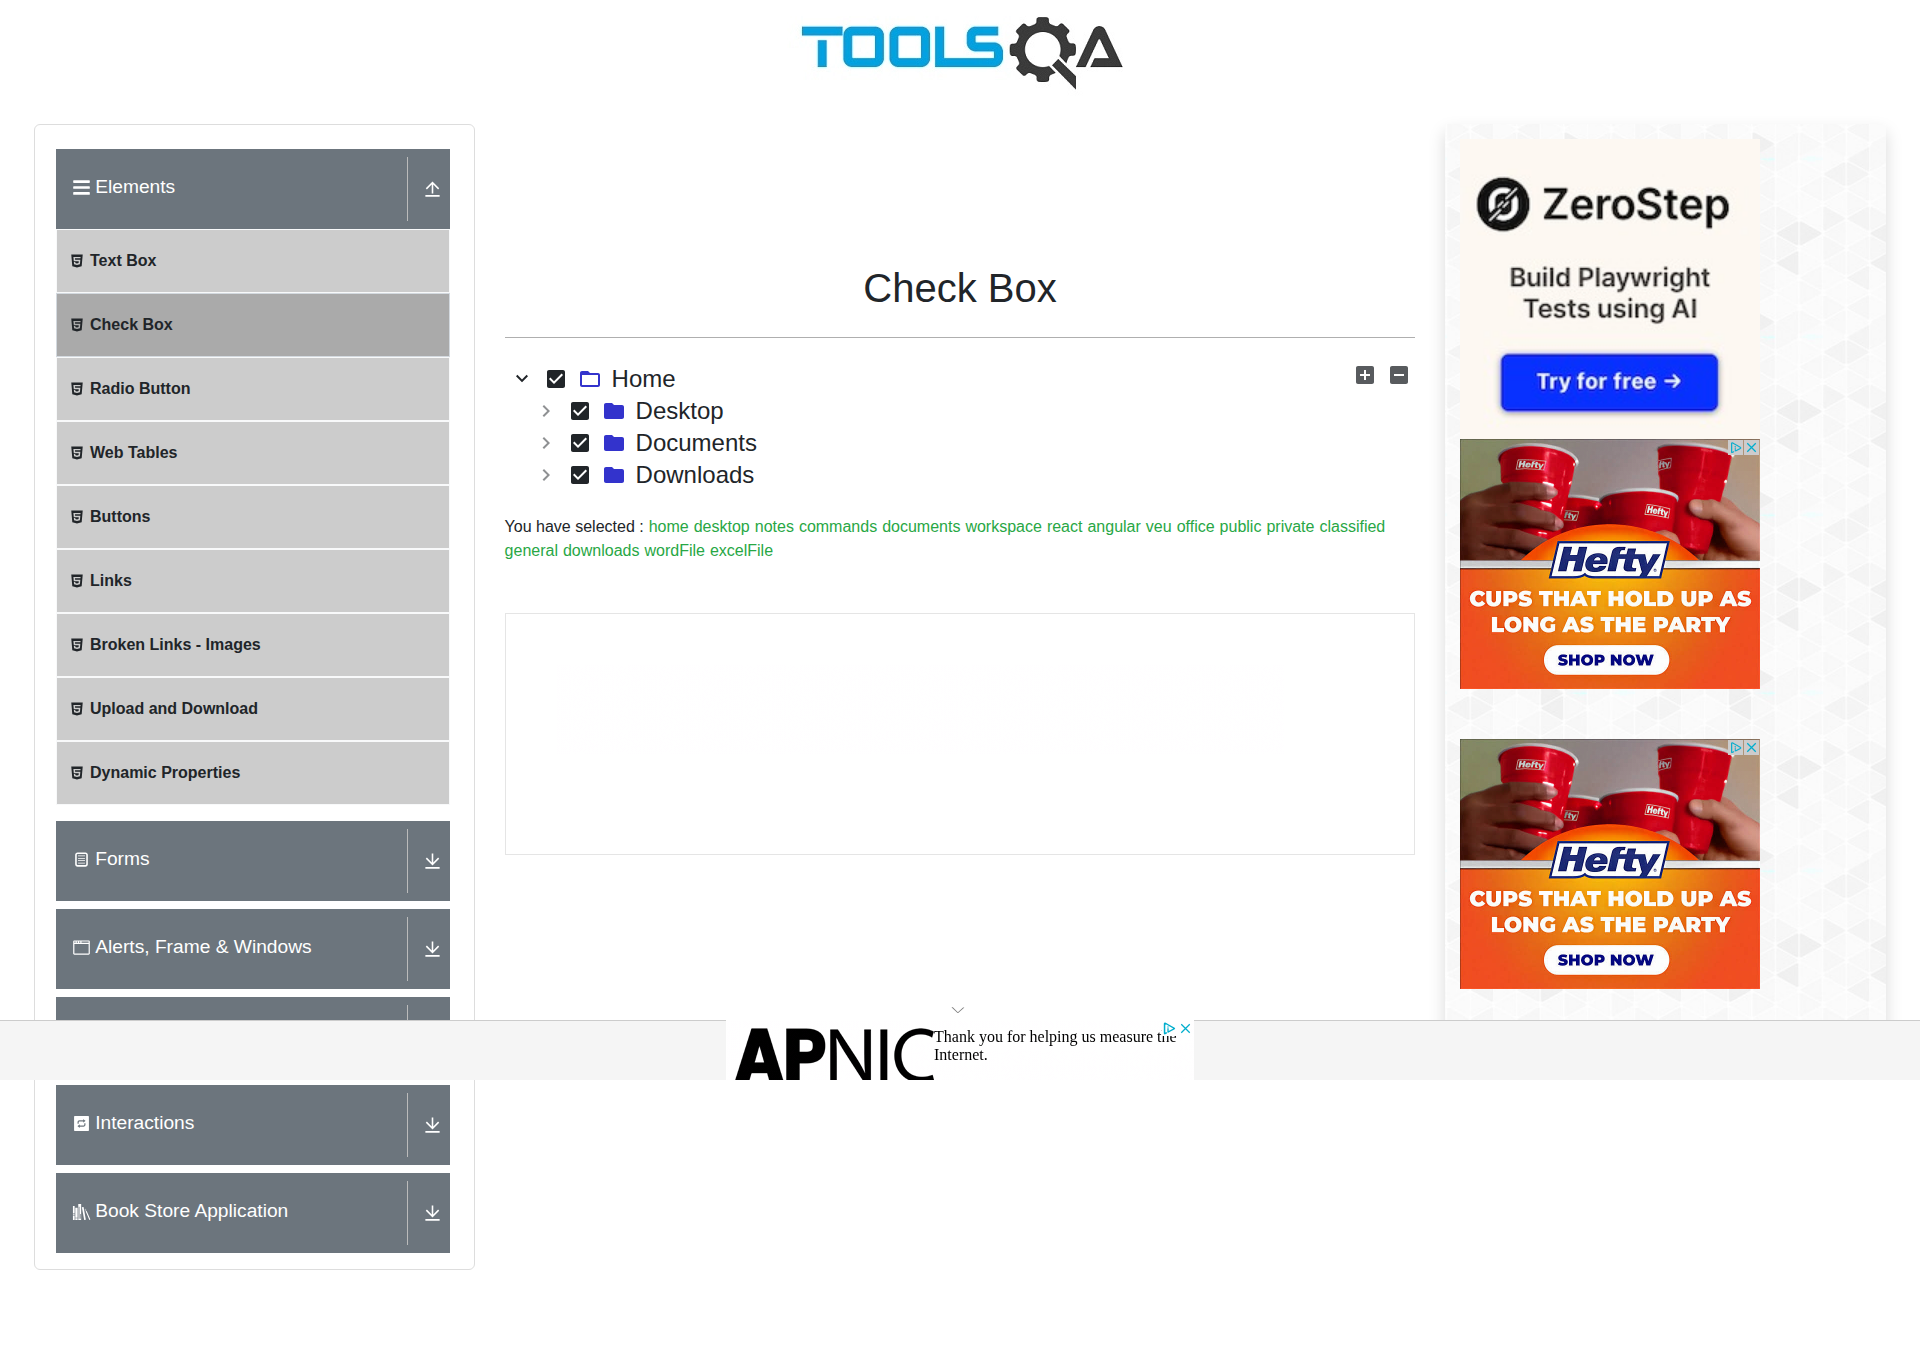 TOOLSQA
Elements
Text Box
Check Box
Radio Button
Web Tables
Buttons
Links
Broken Links - Images
Upload and Download
Dynamic Properties
Forms
Alerts, Frame & Windows
Interactions
Book Store Application
Check Box
Home
Desktop
Documents
Downloads
You have selected : home desktop notes commands documents workspace react angular veu office public private classified
general downloads wordFile excelFile
ZeroStep
Build Playwright
Tests using AI
Try for free →
Hefty
Hefty
Hefty
CUPS THAT HOLD UP AS
LONG AS THE PARTY
SHOP NOW
Hefty
Hefty
Hefty
CUPS THAT HOLD UP AS
LONG AS THE PARTY
SHOP NOW
APNIC
Thank you for helping us measure the
Internet.